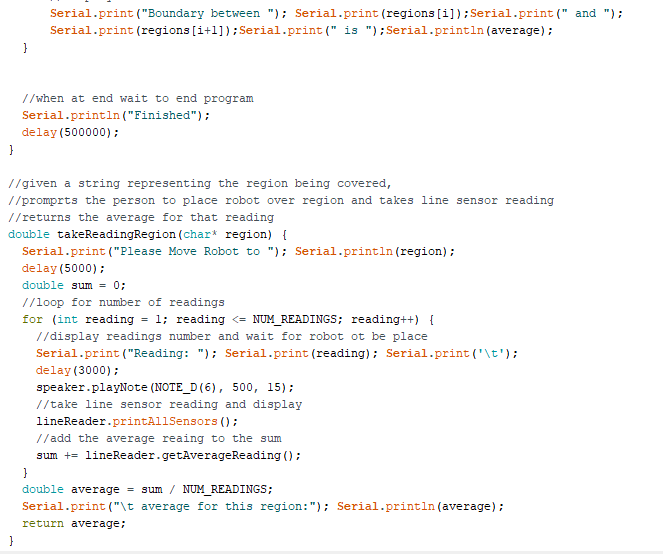 Serial.print("Boundary between "); Serial.print(regions[i]);Serial.print(" and ");
Serial.print(regions[i+1]);Serial.print(" is ");Serial.println(average);
}
//when at end wait to end program
Serial.println("Finished");
delay(500000);
}
//given a string representing the region being covered,
//promprts the person to place robot over region and takes line sensor reading
//returns the average for that reading
double takeReadingRegion(char* region) {
Serial.print("Please Move Robot to "); Serial.println(region);
delay(5000);
double sum = 0;
//loop for number of readings
for (int reading = 1; reading <= NUM_READINGS; reading++) {
//display readings number and wait for robot ot be place
Serial.print("Reading: "); Serial.print(reading); Serial.print('\t');
delay(3000);
speaker.playNote(NOTE_D(6), 500, 15);
//take line sensor reading and display
lineReader.printAllSensors();
//add the average reaing to the sum
sum += lineReader.getAverageReading();
}
double average = sum / NUM_READINGS;
Serial.print("\t average for this region:"); Serial.println(average);
return average;
}